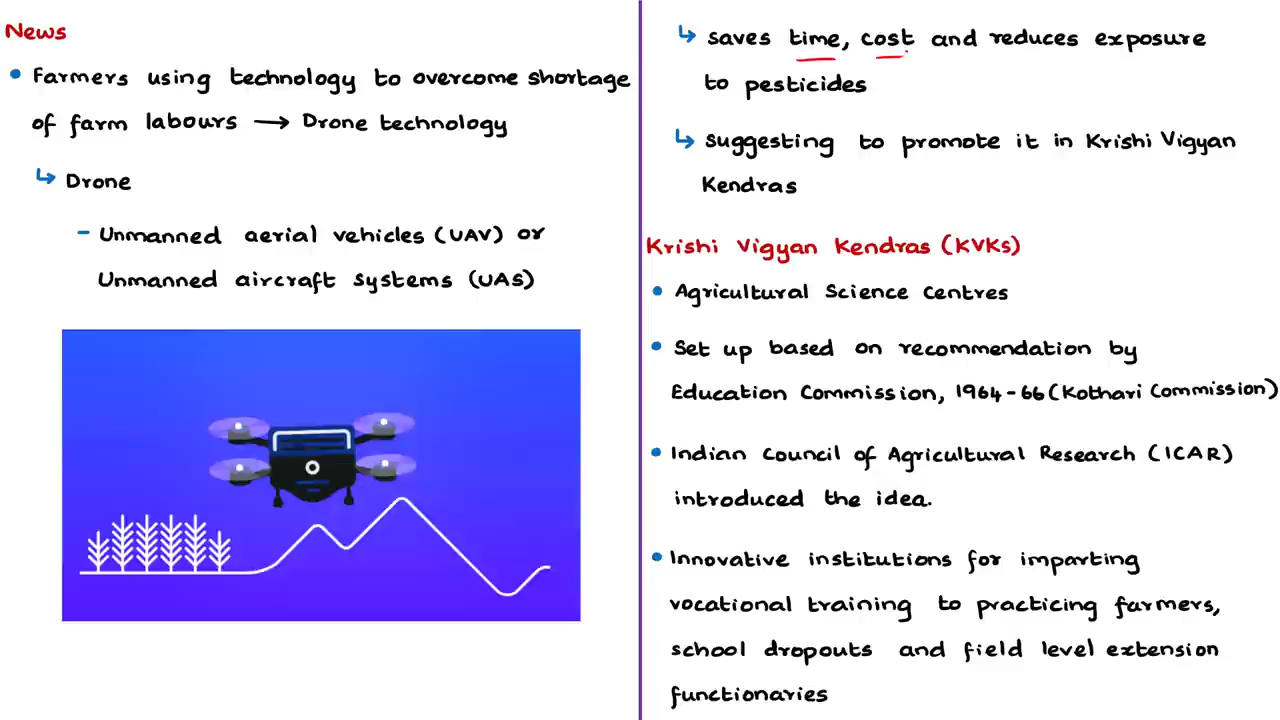 News
• Farmers using technology to overcome shortage
of farm labours → Drone technology
↳ Drone
- Unmanned aerial vehicles (UAV) or
Unmanned aircraft systems (UAS)
↳ saves time, cost and reduces exposure
to pesticides
↳ suggesting to promote it in Krishi Vigyan
Kendras
Krishi Vigyan Kendras (KVKs)
• Agricultural Science Centres
• Set up based on recommendation by
Education Commission, 1964-66 (Kothari Commission)
• Indian Council of Agricultural Research (ICAR)
introduced the idea.
• Innovative institutions for imparting
vocational training to practicing farmers,
school dropouts and field level extension
functionaries